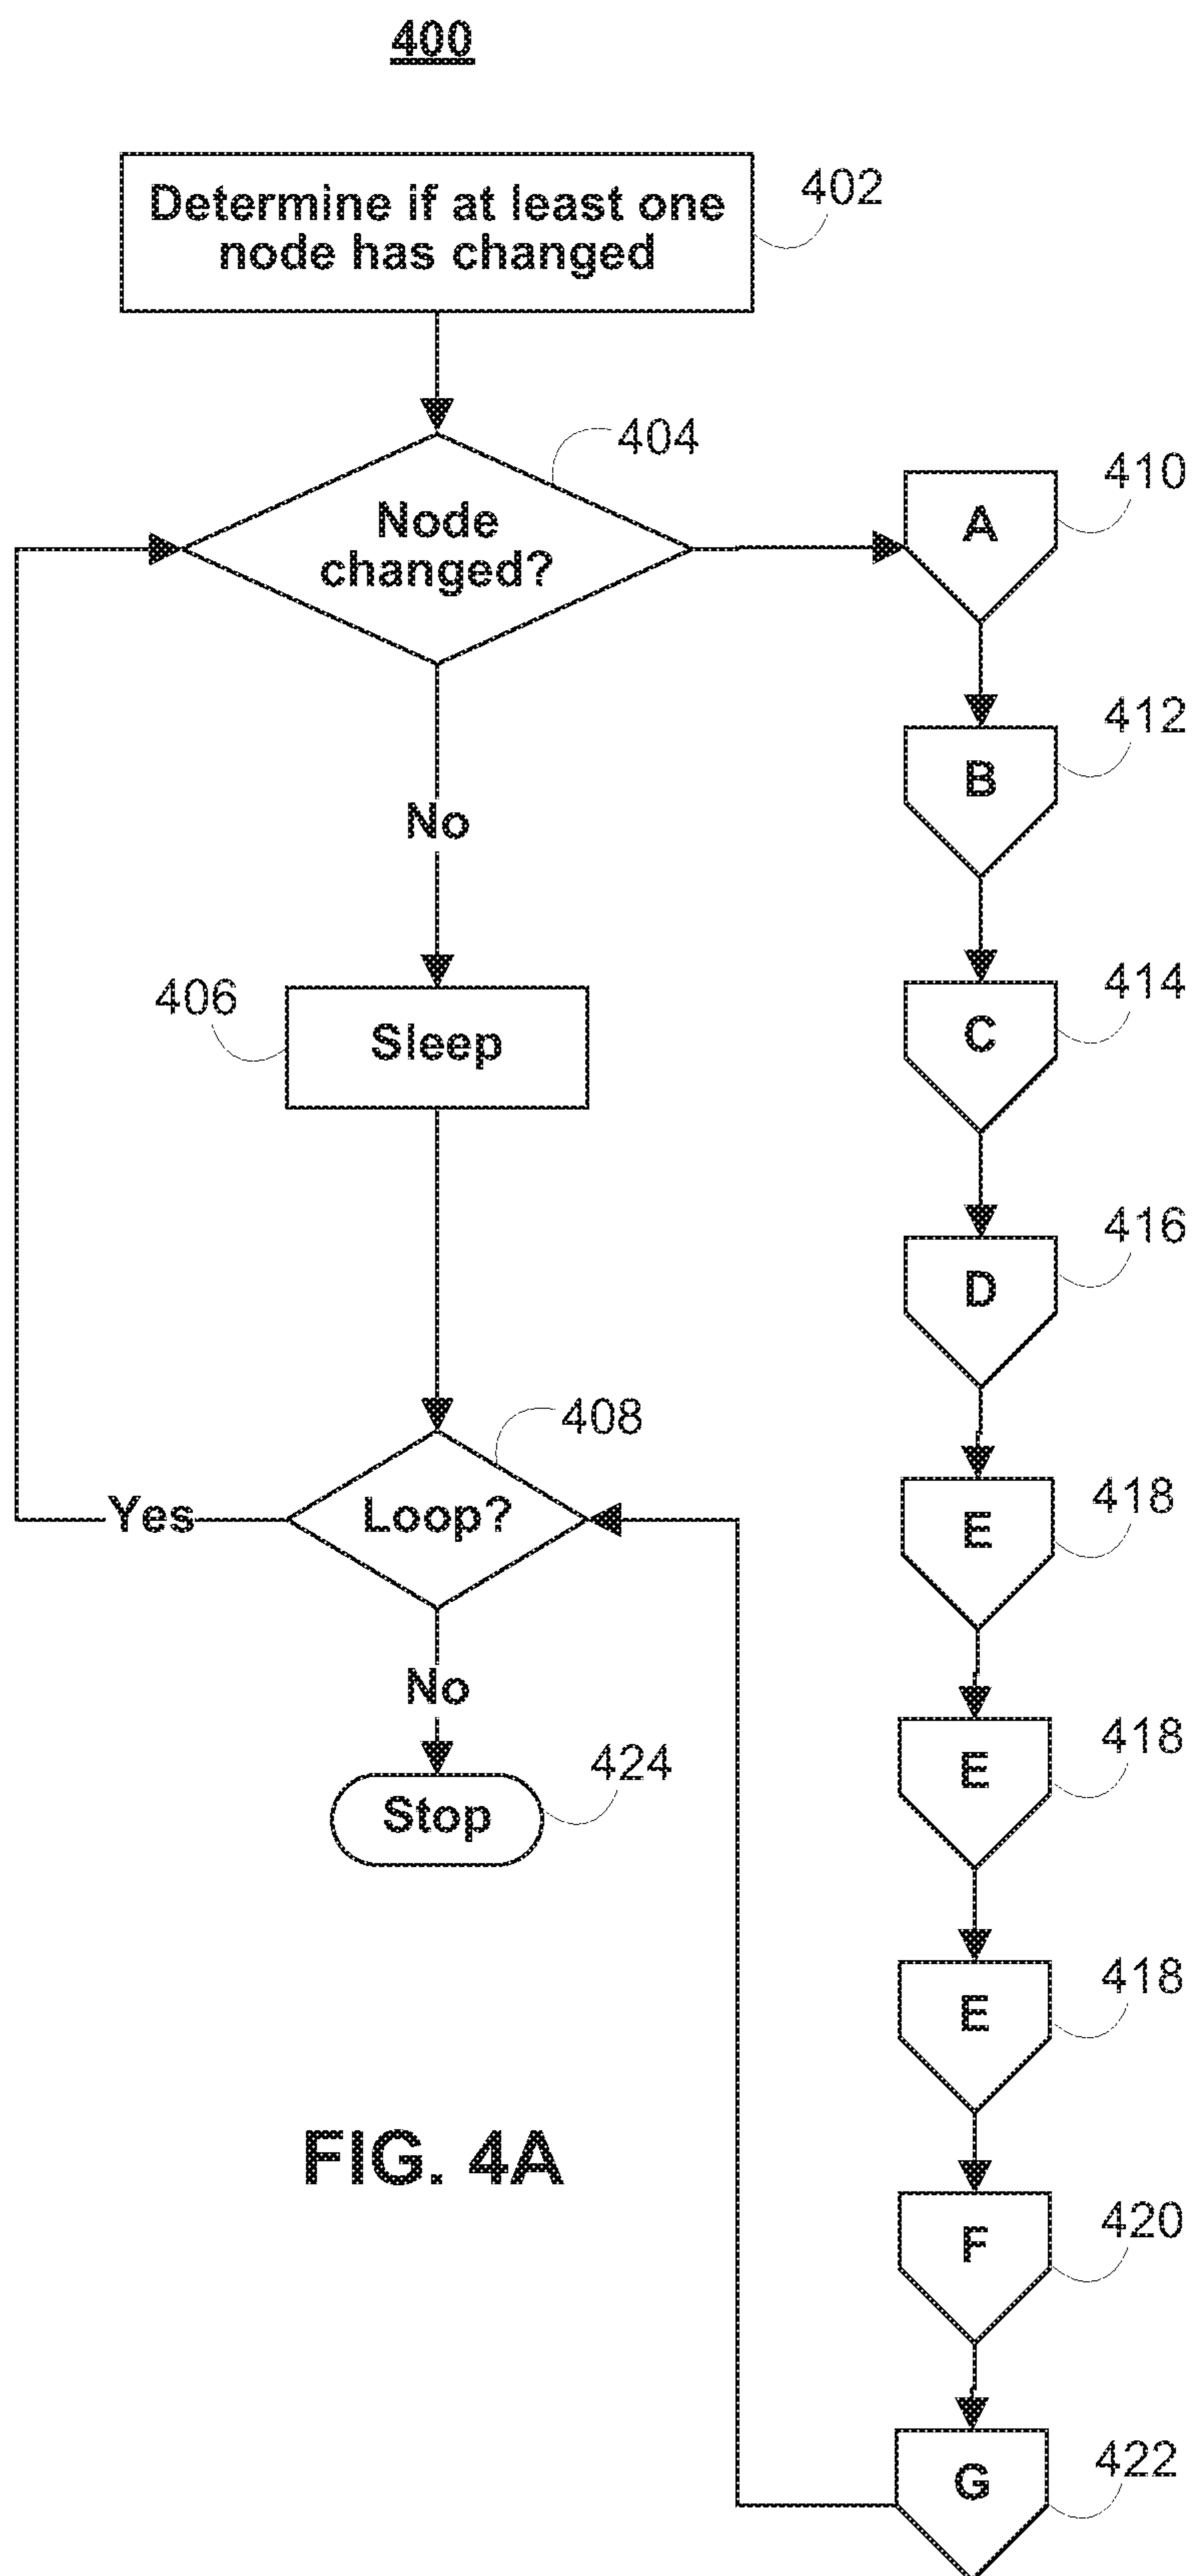 400
Determine if at least one
node has changed
402
Node
changed?
404
A
410
B
412
No
C
414
Sleep
406
D
416
Loop?
408
Yes
E
418
No
E
418
Stop
424
E
418
FIG. 4A
F
420
G
422